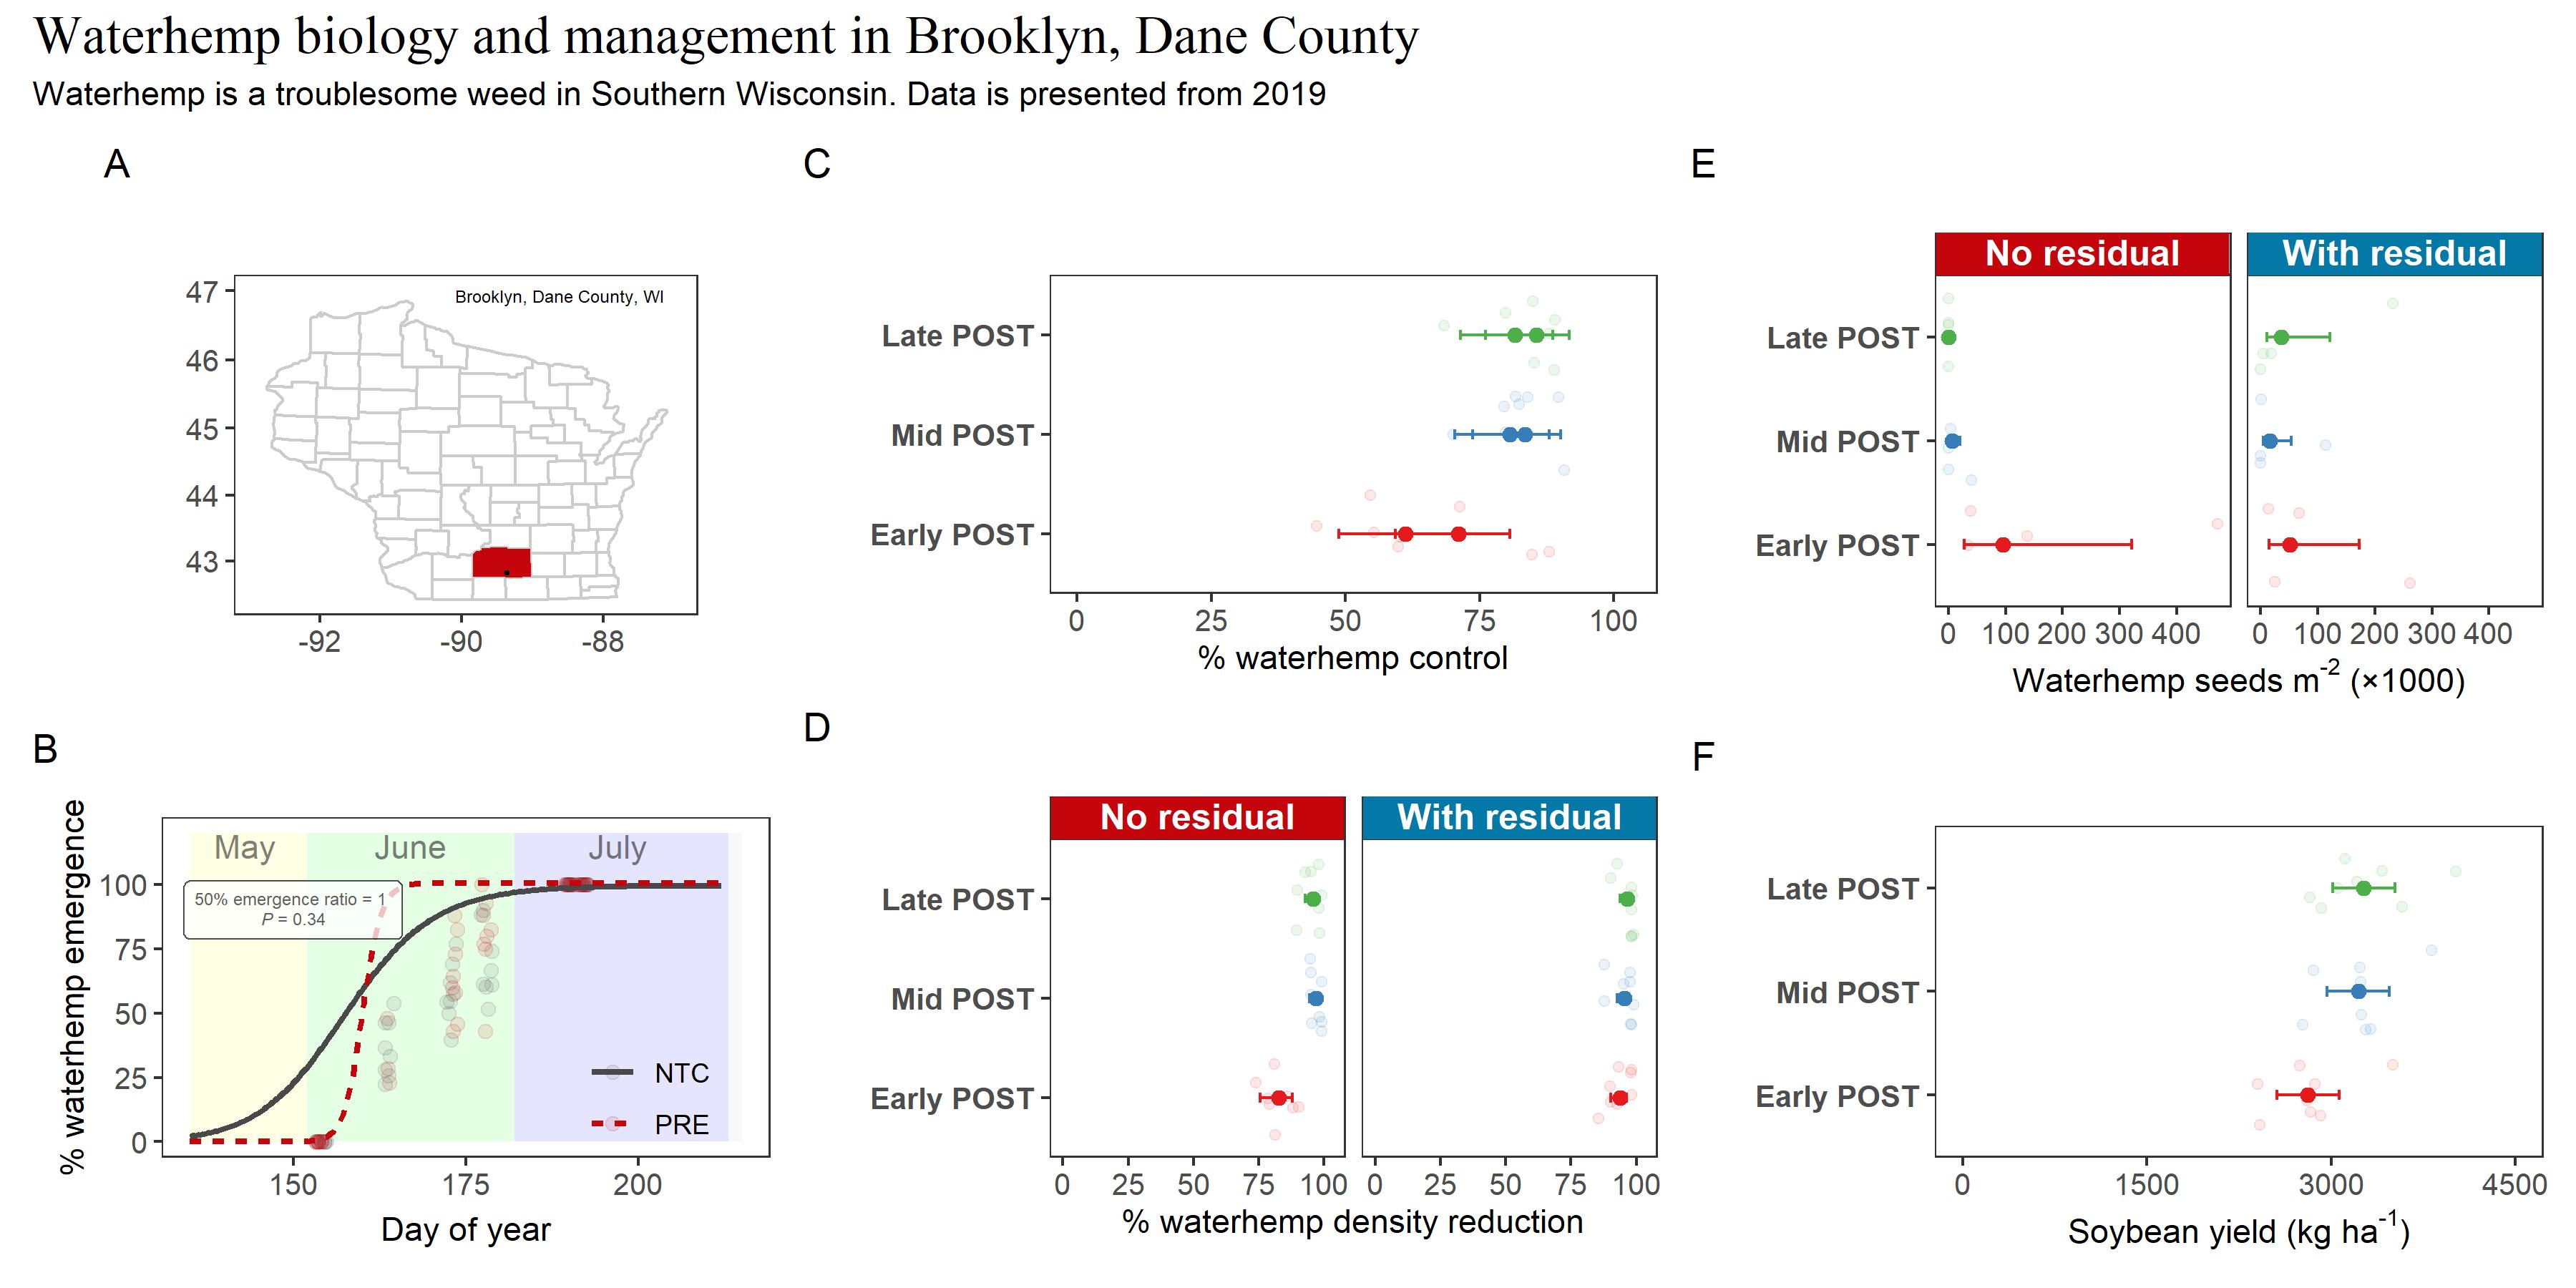 Waterhemp biology and management in Brooklyn, Dane County
Waterhemp is a troublesome weed in Southern Wisconsin. Data is presented from 2019
A
Brooklyn, Dane County, WI
47
46
45
44
43
-92 -90 -88
B
% waterhemp emergence
May June July
50% emergence ratio = 1
P = 0.34
100
75
50
25
0
NTC
PRE
150 175 200
Day of year
C
Late POST
Mid POST
Early POST
0 25 50 75 100
% waterhemp control
D
No residual With residual
Late POST
Mid POST
Early POST
0 25 50 75 100 0 25 50 75 100
% waterhemp density reduction
E
No residual With residual
Late POST
Mid POST
Early POST
0 100 200 300 400 0 100 200 300 400
Waterhemp seeds m⁻² (×1000)
F
Late POST
Mid POST
Early POST
0 1500 3000 4500
Soybean yield (kg ha⁻¹)